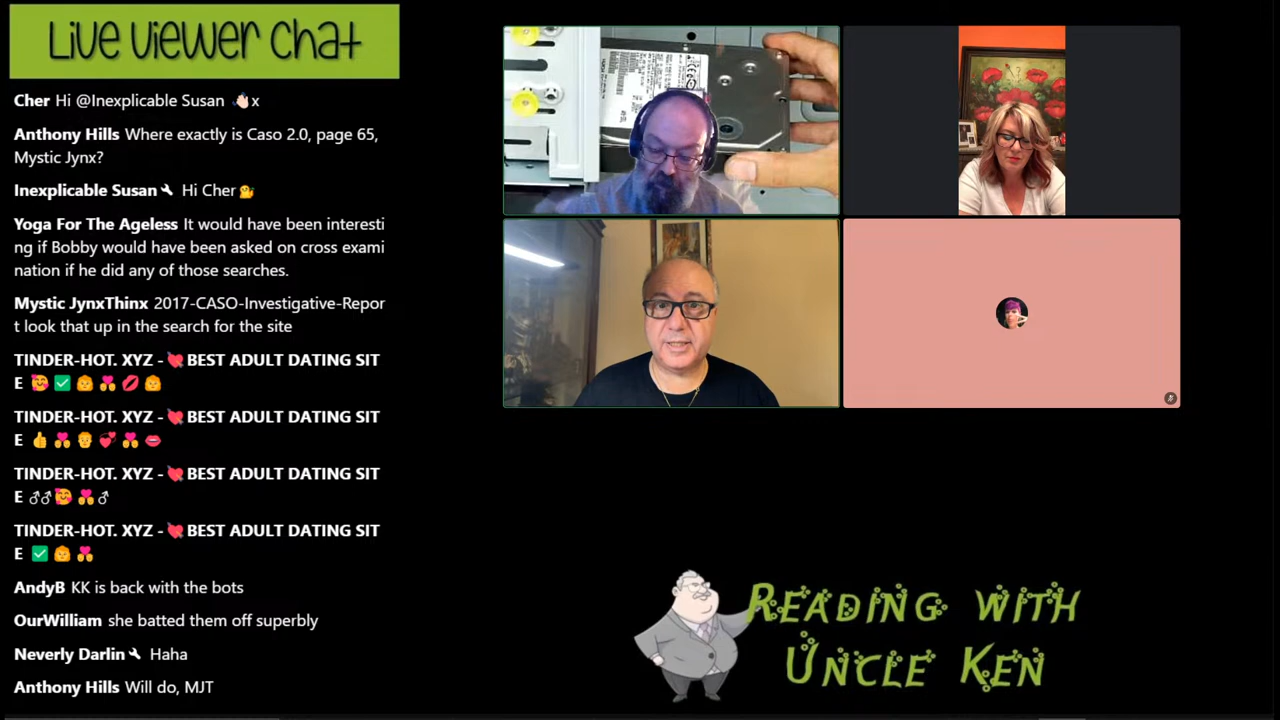 Live viewer chat
Cher Hi @Inexplicable Susan 👋🏻x
Anthony Hills Where exactly is Caso 2.0, page 65,
Mystic Jynx?
Inexplicable Susan Hi Cher
Yoga For The Ageless It would have been interesti
ng if Bobby would have been asked on cross exami
nation if he did any of those searches.
Mystic JynxThinx 2017-CASO-Investigative-Repor
t look that up in the search for the site
TINDER-HOT. XYZ - 💘BEST ADULT DATING SIT
E 🥰 ✅ 👩 💏 💋 👩
TINDER-HOT. XYZ - 💘BEST ADULT DATING SIT
E 👍 💏 👨 💞 💏 👄
TINDER-HOT. XYZ - 💘BEST ADULT DATING SIT
E ♂♂🥰 💏♂
TINDER-HOT. XYZ - 💘BEST ADULT DATING SIT
E ✅ 👩 💏
AndyB KK is back with the bots
OurWilliam she batted them off superbly
Neverly Darlin Haha
Anthony Hills Will do, MJT
Reading with
Uncle Ken